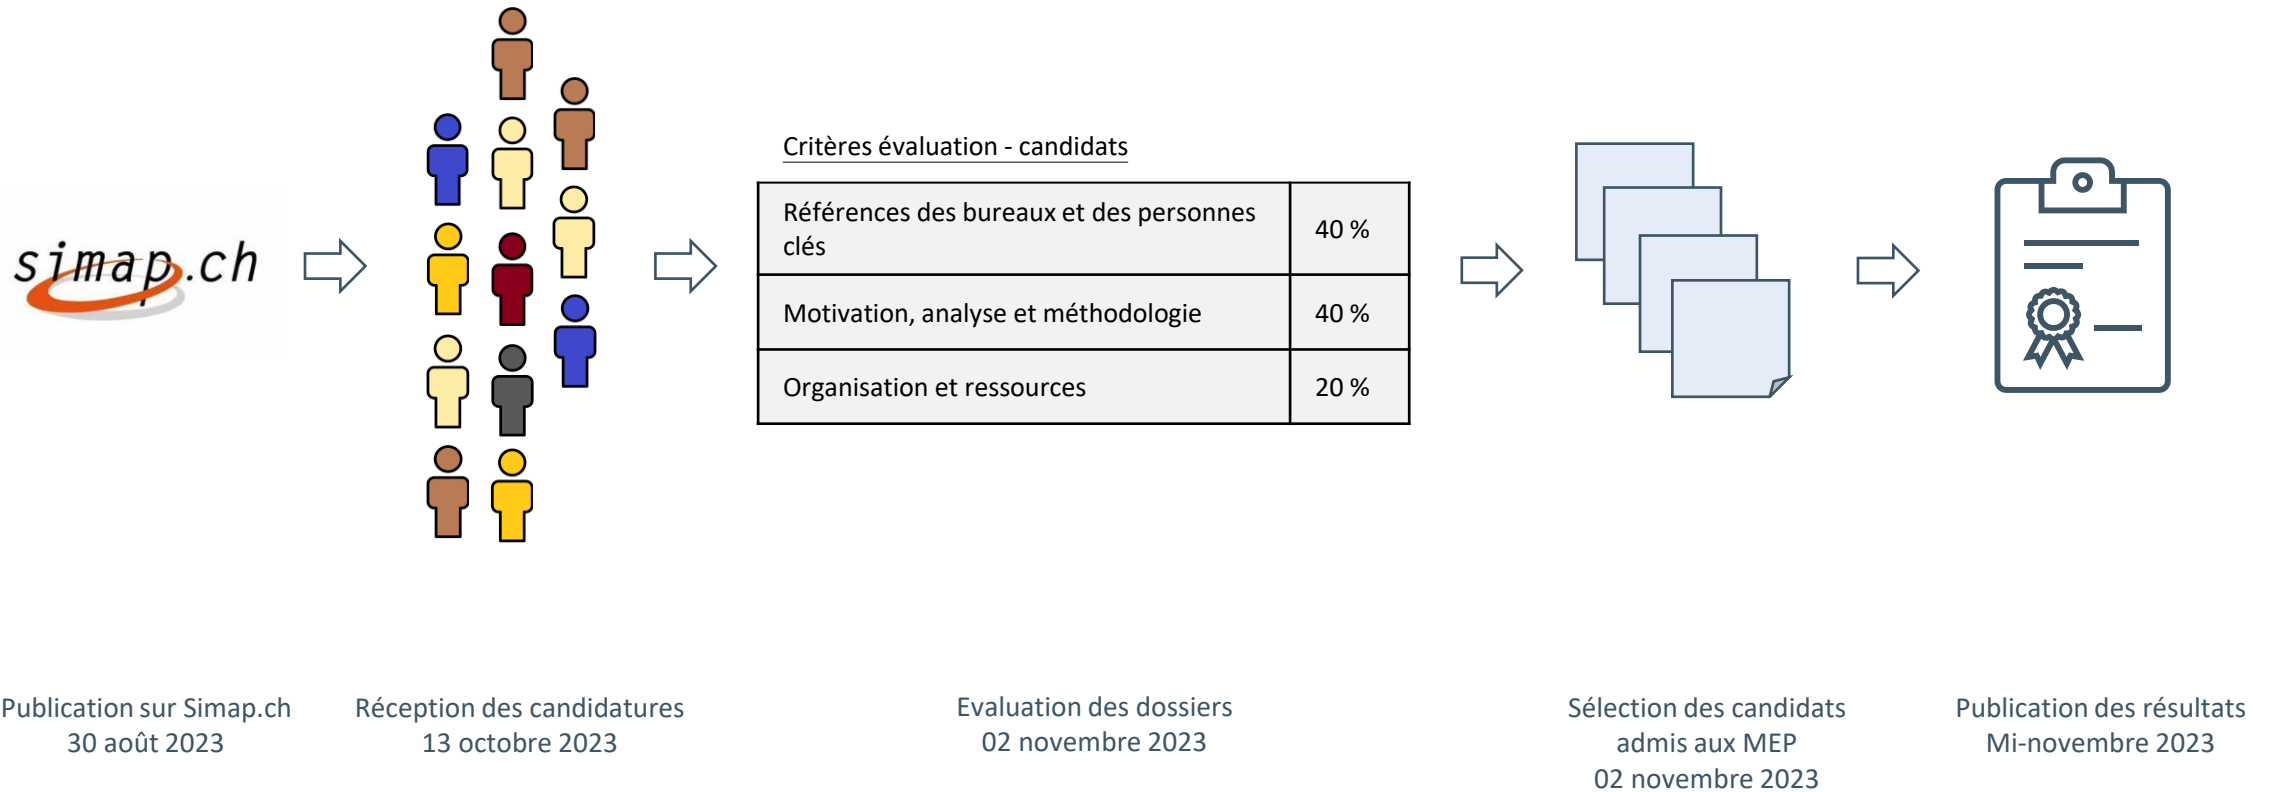 simap.ch
Critères évaluation - candidats
Références des bureaux et des personnes
clés
40 %
Motivation, analyse et méthodologie
40 %
Organisation et ressources
20 %
Publication sur Simap.ch
30 août 2023
Réception des candidatures
13 octobre 2023
Evaluation des dossiers
02 novembre 2023
Sélection des candidats
admis aux MEP
02 novembre 2023
Publication des résultats
Mi-novembre 2023